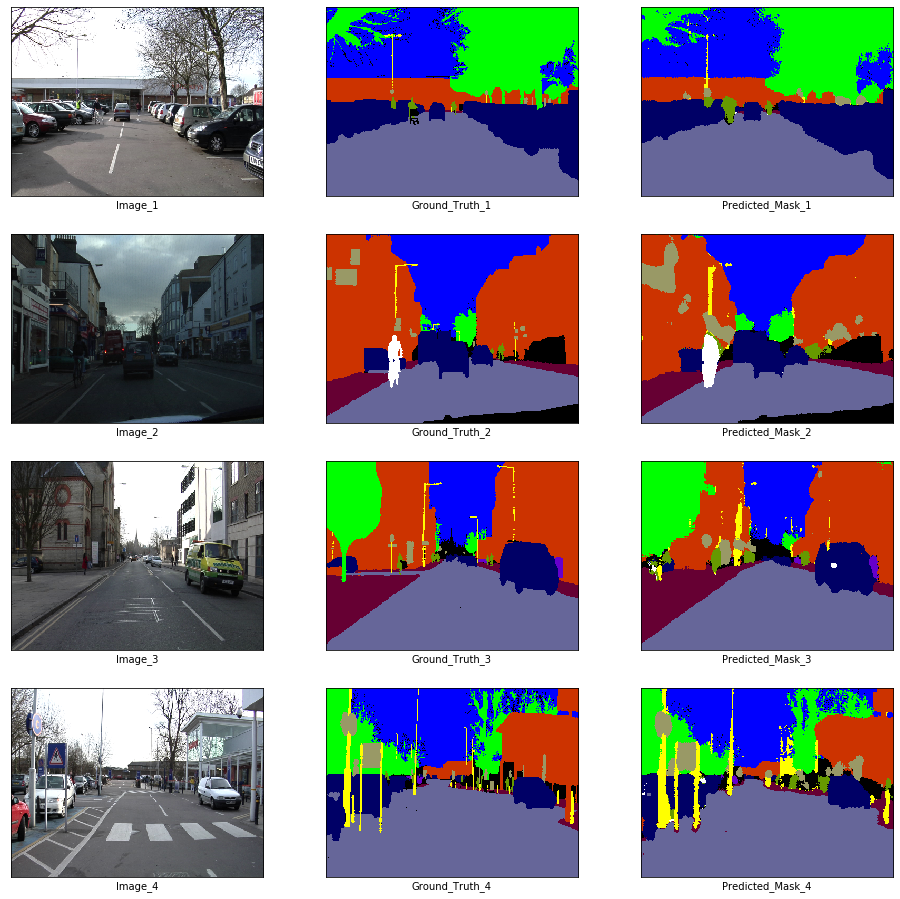 Image_1 Ground_Truth_1 Predicted_Mask_1
Image_2 Ground_Truth_2 Predicted_Mask_2
Image_3 Ground_Truth_3 Predicted_Mask_3
Image_4 Ground_Truth_4 Predicted_Mask_4